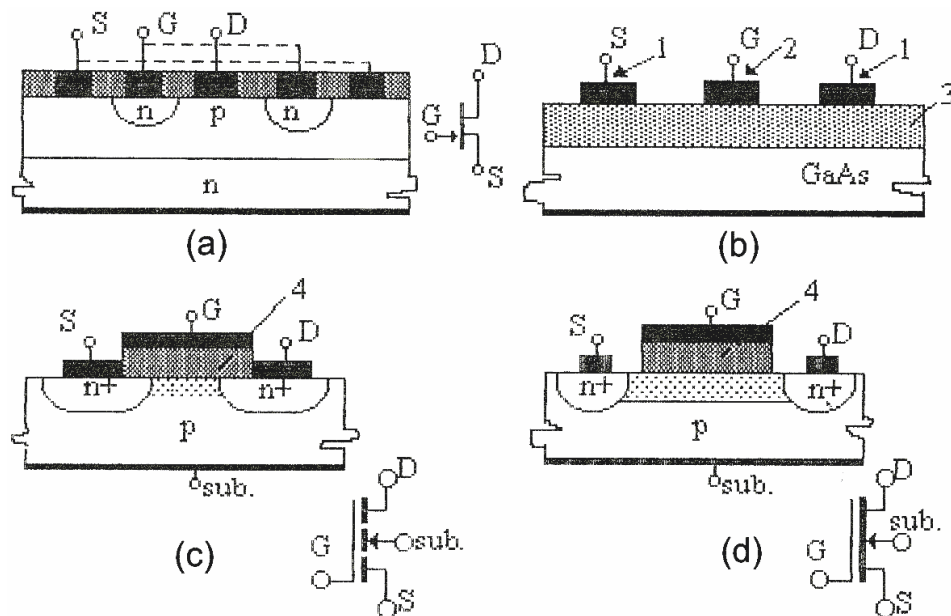 S G D
n p n
n
D
G
S
(a)
S 1 G 2 D 1
3
GaAs
(b)
S G 4 D
n+ n+
p
sub.
D
G sub.
S
(c)
S G 4 D
n+ n+
p
sub.
D
sub.
G
S
(d)